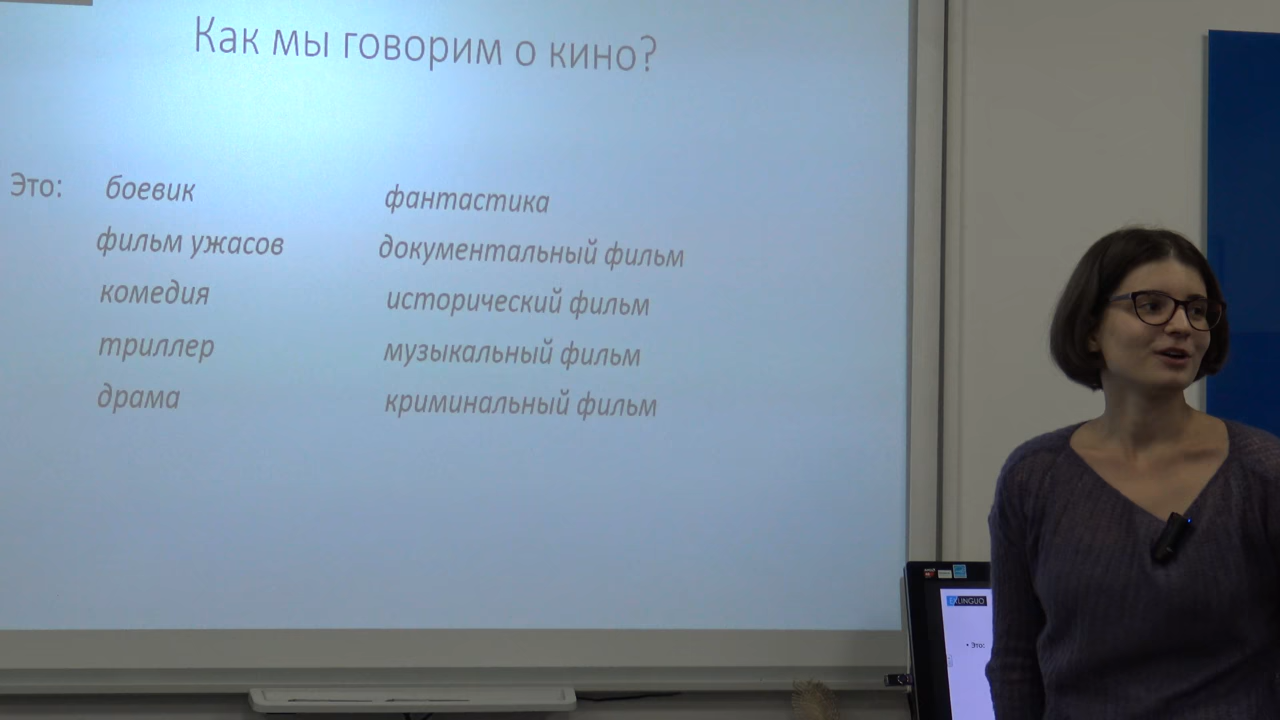 Как мы говорим о кино?
Это: боевик
фильм ужасов
комедия
триллер
драма
фантастика
документальный фильм
исторический фильм
музыкальный фильм
криминальный фильм
LINGUO
• Это: